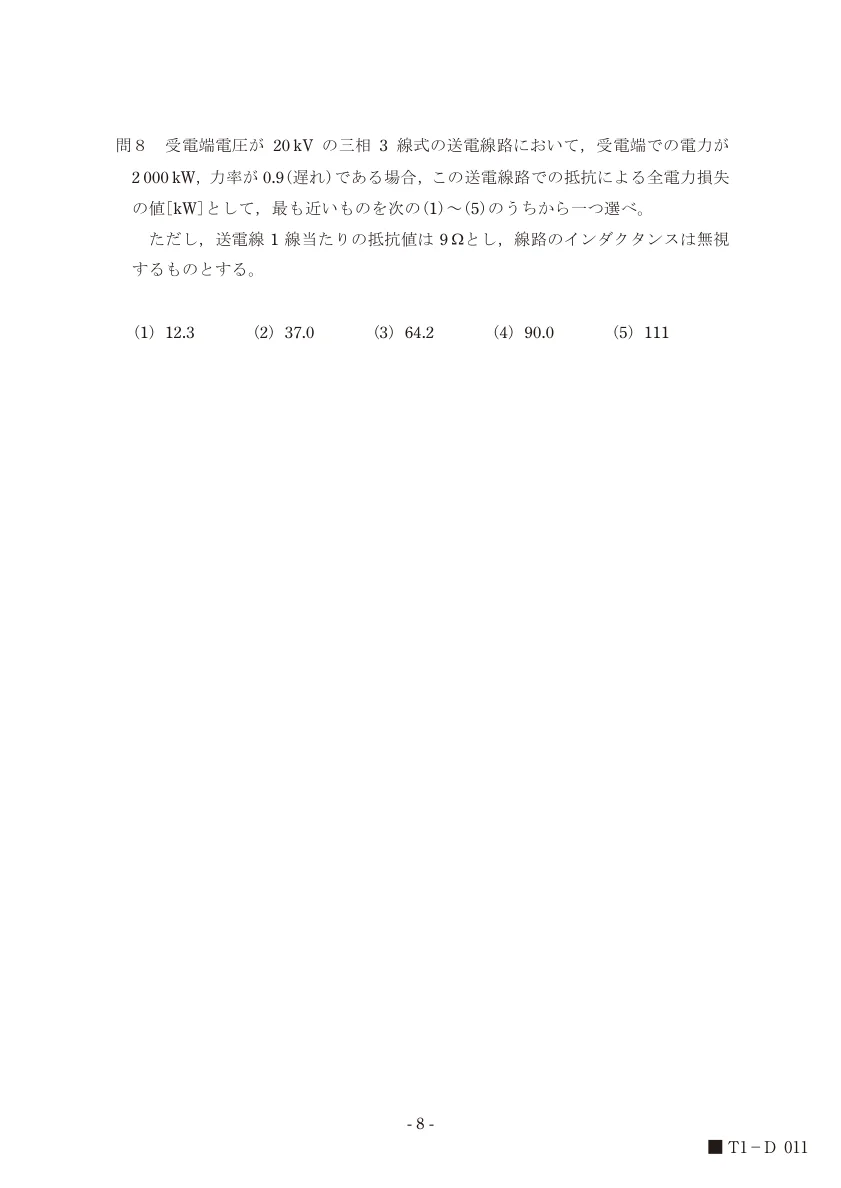 問８　受電端電圧が 20 kV の三相 3 線式の送電線路において，受電端での電力が
2 000 kW，力率が 0.9（遅れ）である場合，この送電線路での抵抗による全電力損失
の値［kW］として，最も近いものを次の（1）～（5）のうちから一つ選べ。
ただし，送電線 1 線当たりの抵抗値は 9 Ωとし，線路のインダクタンスは無視
するものとする。
（1） 12.3　（2） 37.0　（3） 64.2　（4） 90.0　（5） 111
- 8 -
■ T1－D 011